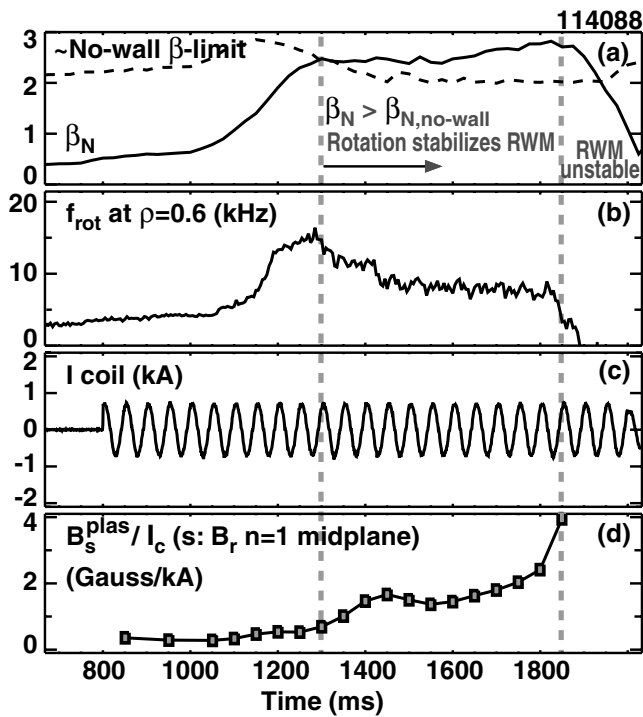 114088
3
~No-wall β-limit
(a)
2
β_N > β_N,no-wall
β_N
Rotation stabilizes RWM
RWM
unstable
1
0
20
f_rot at ρ=0.6 (kHz)
(b)
15
10
5
0
2
I coil (kA)
(c)
1
0
-1
-2
4
B_s^plas / I_c (s: B_r n=1 midplane)
(d)
(Gauss/kA)
2
0
800 1000 1200 1400 1600 1800
Time (ms)